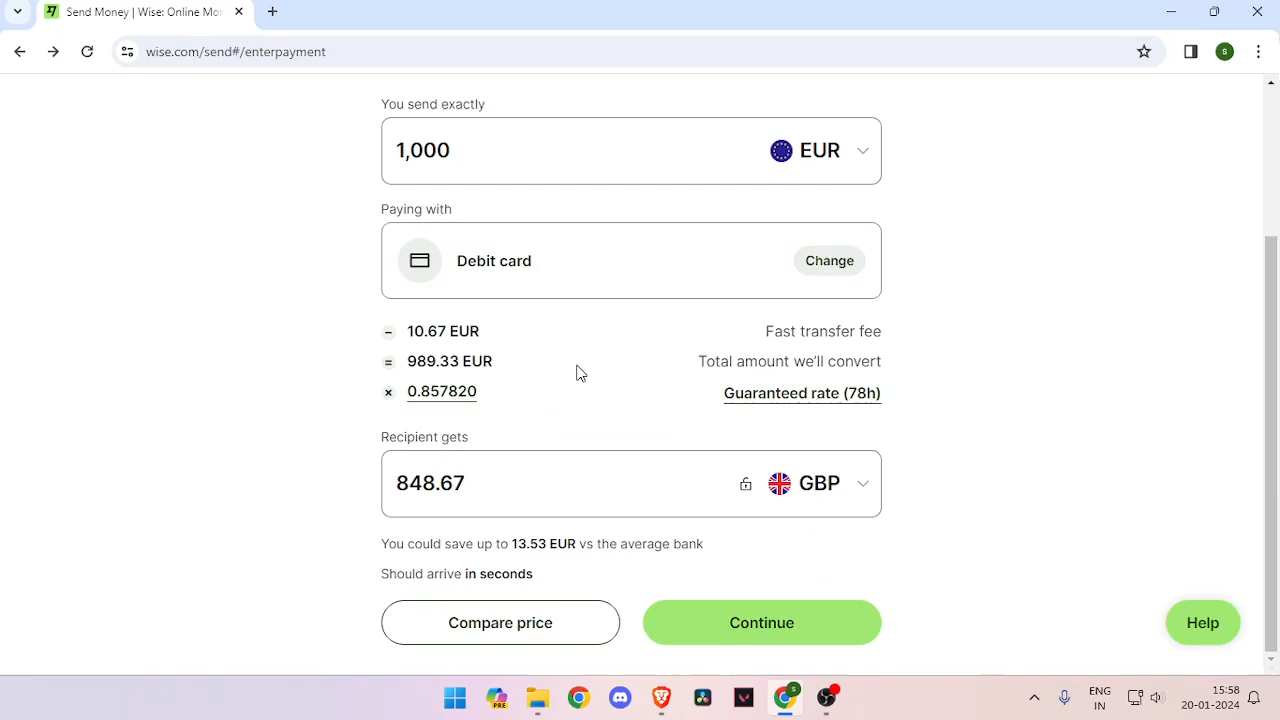 Send Money | Wise: Online Mor
wise.com/send#/enterpayment
S
You send exactly
1,000 EUR
Paying with
Debit card Change
− 10.67 EUR Fast transfer fee
= 989.33 EUR Total amount we'll convert
× 0.857820 Guaranteed rate (78h)
Recipient gets
848.67 GBP
You could save up to 13.53 EUR vs the average bank
Should arrive in seconds
Compare price Continue Help
PRE
S
ENG 15:58
IN 20-01-2024